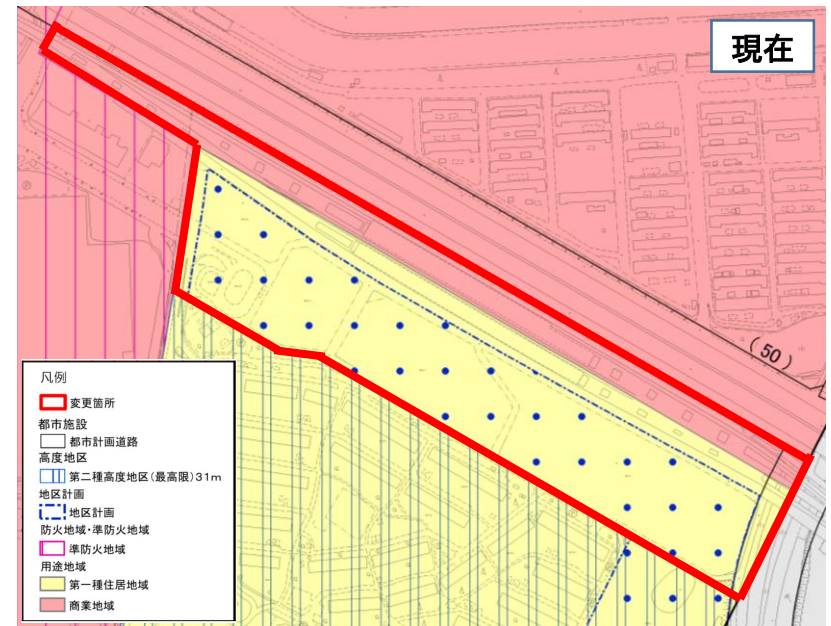 現在
(50)
凡例
変更箇所
都市施設
都市計画道路
高度地区
第二種高度地区(最高限)31m
地区計画
地区計画
防火地域・準防火地域
準防火地域
用途地域
第一種住居地域
商業地域